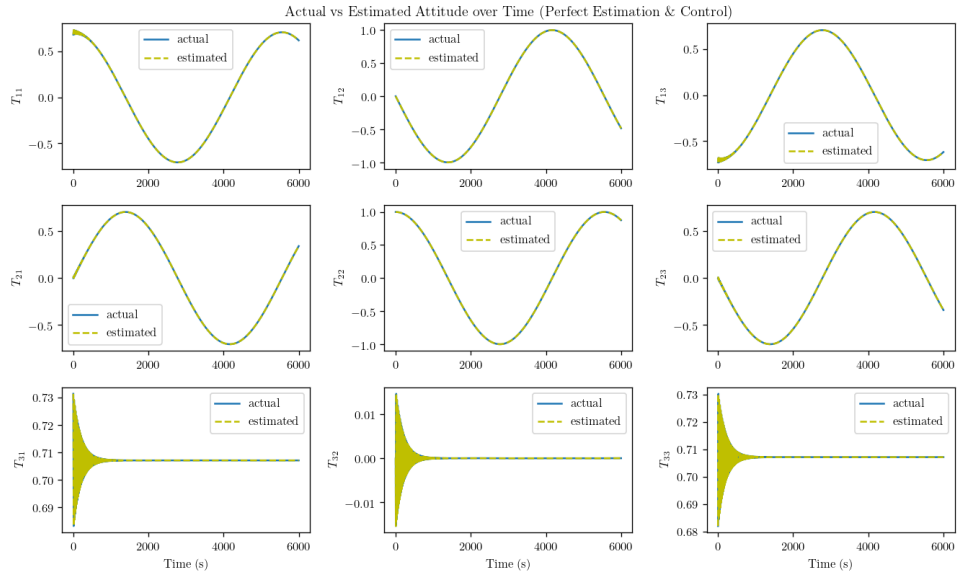 Actual vs Estimated Attitude over Time (Perfect Estimation & Control)
T₁₁
0.5
0.0
−0.5
actual
estimated
0
2000
4000
6000
T₁₂
1.0
0.5
0.0
−0.5
−1.0
actual
estimated
0
2000
4000
6000
T₁₃
0.5
0.0
−0.5
actual
estimated
0
2000
4000
6000
T₂₁
0.5
0.0
−0.5
actual
estimated
0
2000
4000
6000
T₂₂
1.0
0.5
0.0
−0.5
−1.0
actual
estimated
0
2000
4000
6000
T₂₃
0.5
0.0
−0.5
actual
estimated
0
2000
4000
6000
T₃₁
0.73
0.72
0.71
0.70
0.69
actual
estimated
0
2000
4000
6000
Time (s)
T₃₂
0.01
0.00
−0.01
actual
estimated
0
2000
4000
6000
Time (s)
T₃₃
0.73
0.72
0.71
0.70
0.69
0.68
actual
estimated
0
2000
4000
6000
Time (s)